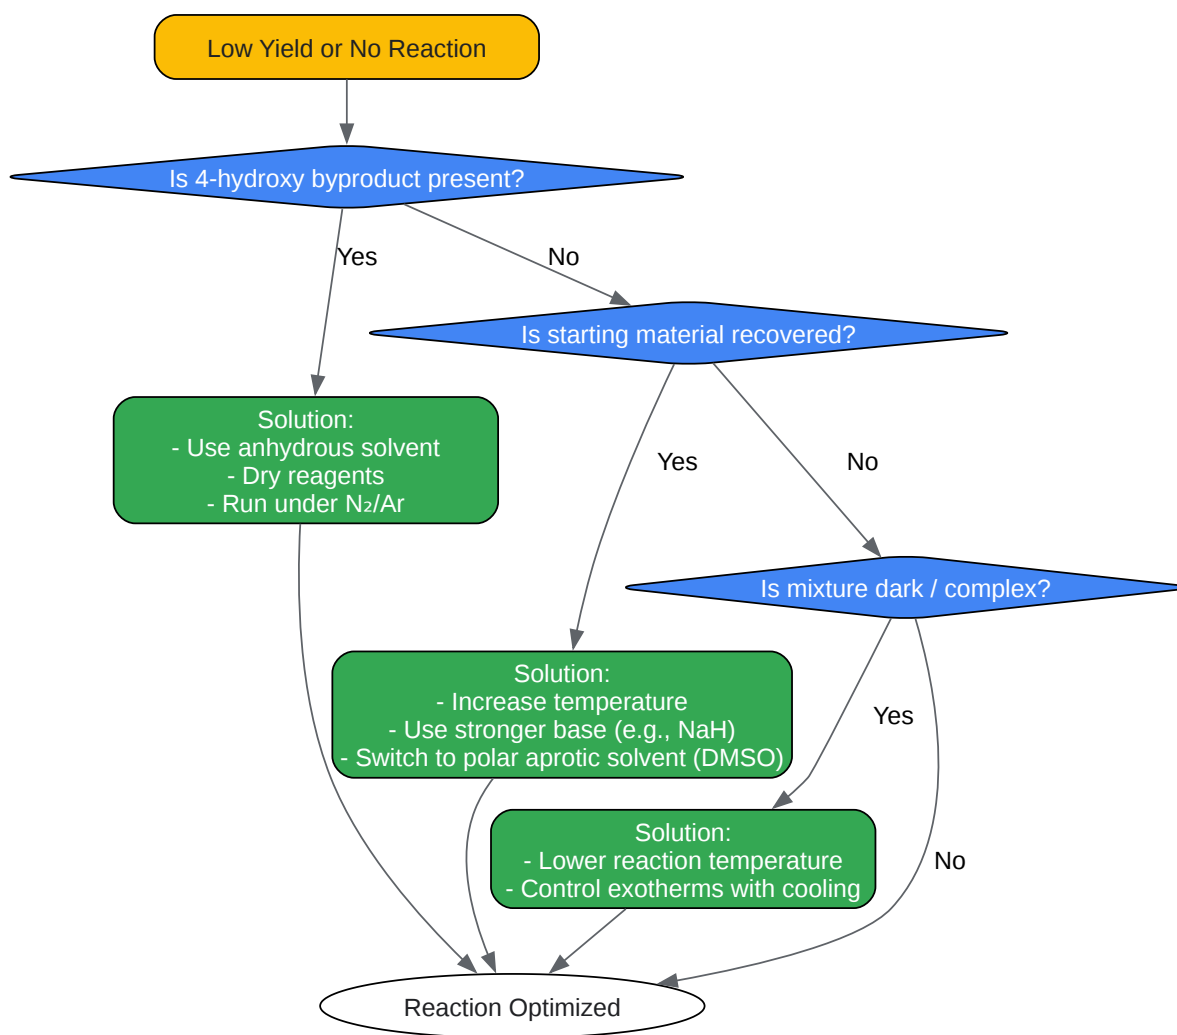 Low Yield or No Reaction
Is 4-hydroxy byproduct present?
Yes
No
Is starting material recovered?
Solution:
- Use anhydrous solvent
- Dry reagents
- Run under N₂/Ar
Yes
No
Is mixture dark / complex?
Solution:
- Increase temperature
- Use stronger base (e.g., NaH)
- Switch to polar aprotic solvent (DMSO)
Yes
Solution:
- Lower reaction temperature
- Control exotherms with cooling
No
Reaction Optimized